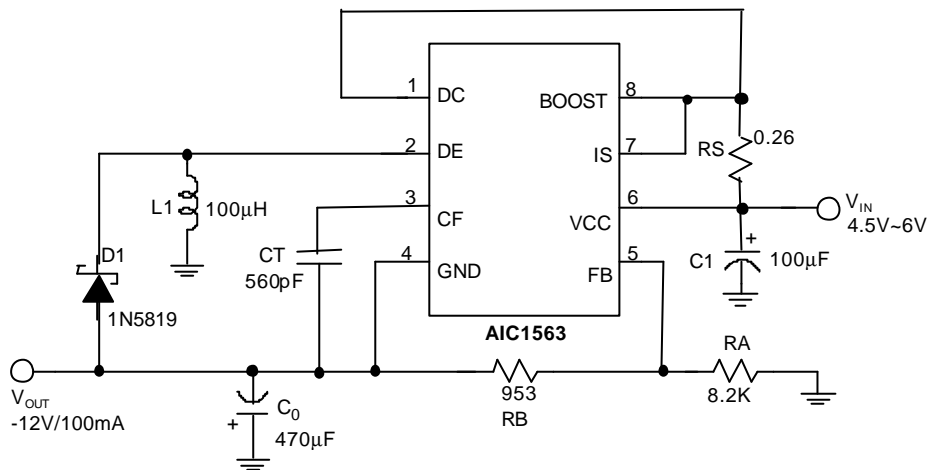 1
DC
BOOST
8
2
DE
IS
7
RS
0.26
L1
100μH
3
CF
VCC
6
V_IN
4.5V~6V
D1
CT
560pF
4
GND
FB
5
C1
+
100μF
1N5819
AIC1563
RA
8.2K
953
RB
V_OUT
-12V/100mA
C_0
+
470μF